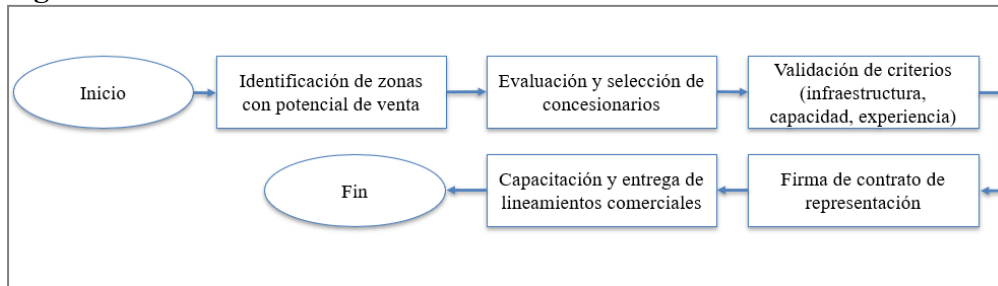 Inicio
Identificación de zonas
con potencial de venta
Evaluación y selección de
concesionarios
Validación de criterios
(infraestructura,
capacidad, experiencia)
Firma de contrato de
representación
Capacitación y entrega de
lineamientos comerciales
Fin